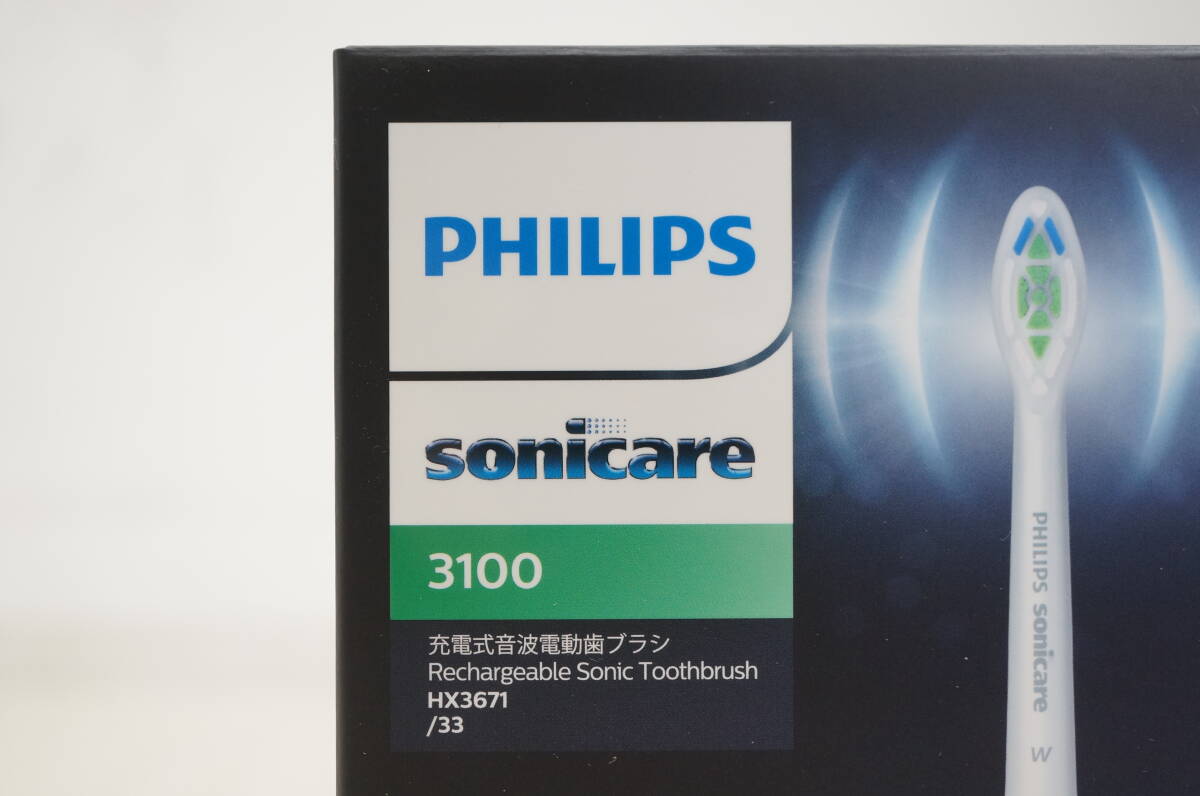 PHILIPS
sonicare
3100
充電式音波電動歯ブラシ
Rechargeable Sonic Toothbrush
HX3671
/33
PHILIPS sonicare
W